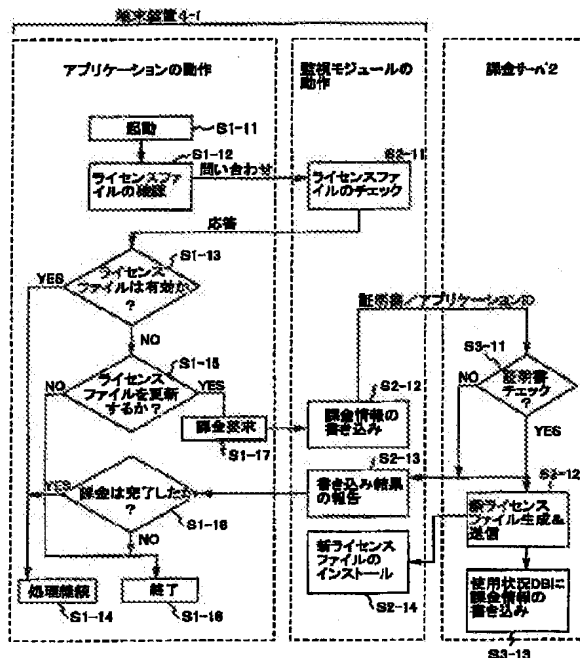 端末装置4-1
アプリケーションの動作
監視モジュールの
動作
課金サーバ2
起動
S1-11
S1-12
ライセンスファ
イルの確認
問い合わせ
S2-11
ライセンスファ
イルのチェック
応答
S1-13
ライセンス
ファイルは有効か
?
YES
NO
証明書/アプリケーションID
S1-15
ライセンス
ファイルを更新
するか?
NO
YES
課金要求
S1-17
S2-12
課金情報の
書き込み
S3-11
証明書
チェック
?
NO
YES
S2-13
書き込み結果
の報告
課金は完了したか
?
YES
S1-16
NO
S3-12
新ライセンス
ファイル生成&
送信
新ライセンス
ファイルの
インストール
S2-14
処理継続
S1-14
終了
S1-18
使用状況DBに
課金情報の
書き込み
S3-13